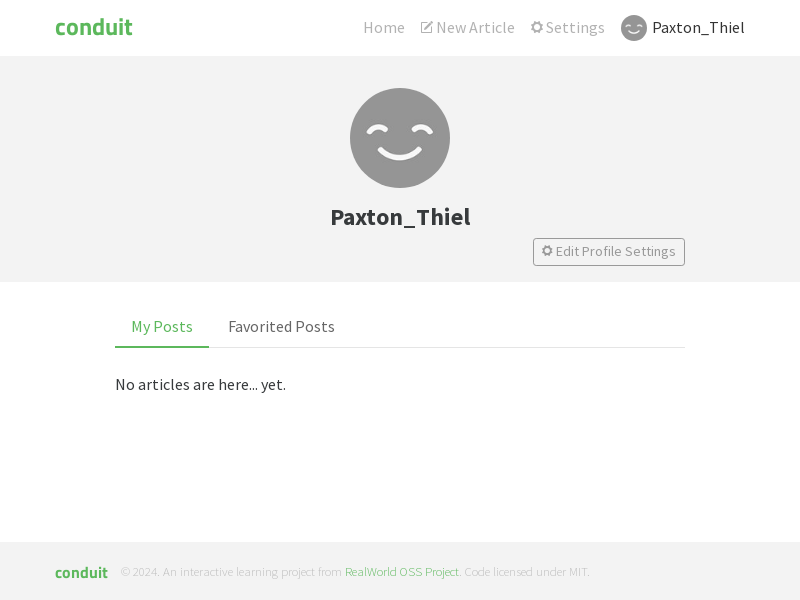 conduit
Home New Article Settings Paxton_Thiel
Paxton_Thiel
Edit Profile Settings
My Posts Favorited Posts
No articles are here... yet.
conduit © 2024. An interactive learning project from RealWorld OSS Project. Code licensed under MIT.